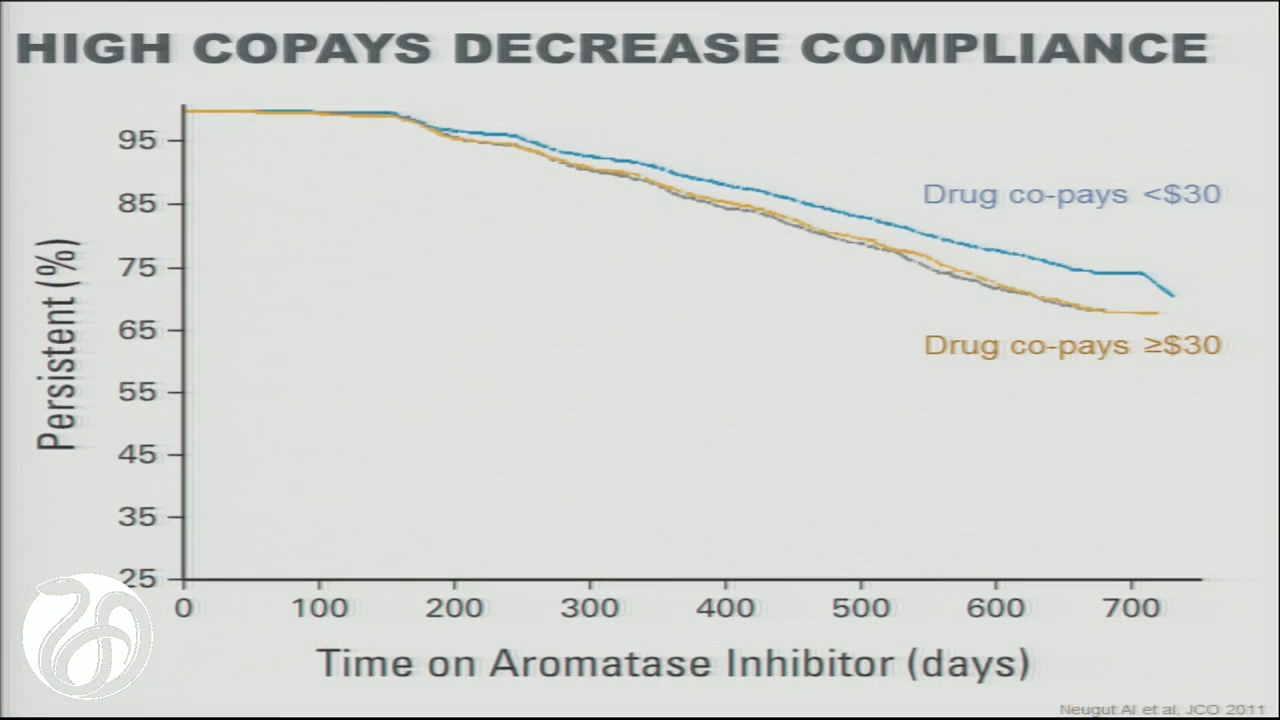 HIGH COPAYS DECREASE COMPLIANCE
95
85
75
65
55
45
35
25
Persistent (%)
Drug co-pays <$30
Drug co-pays ≥$30
0 100 200 300 400 500 600 700
Time on Aromatase Inhibitor (days)
Neugut AI et al, JCO 2011